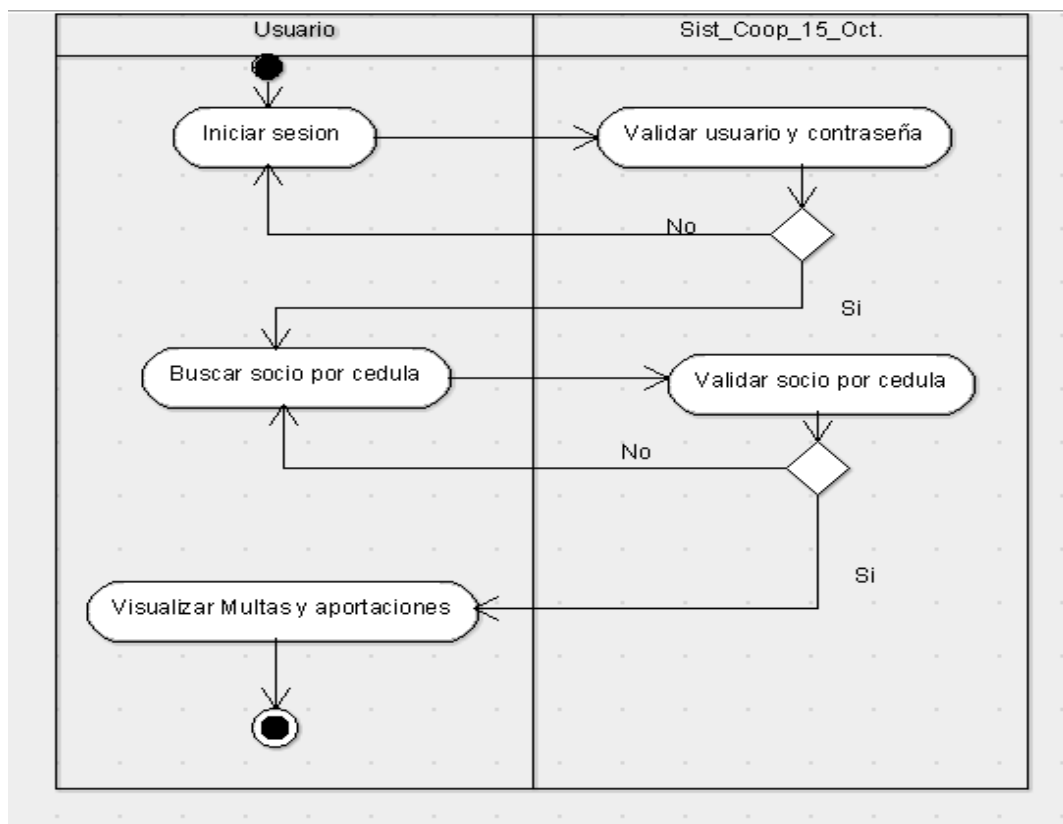 Usuario
Sist_Coop_15_Oct.
Iniciar sesion
Validar usuario y contraseña
No
Si
Buscar socio por cedula
Validar socio por cedula
No
Si
Visualizar Multas y aportaciones